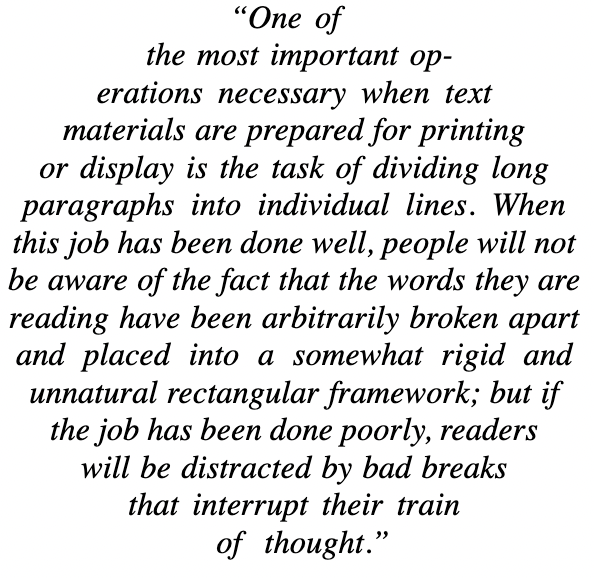 “One of
the most important op-
erations necessary when text
materials are prepared for printing
or display is the task of dividing long
paragraphs into individual lines. When
this job has been done well, people will not
be aware of the fact that the words they are
reading have been arbitrarily broken apart
and placed into a somewhat rigid and
unnatural rectangular framework; but if
the job has been done poorly, readers
will be distracted by bad breaks
that interrupt their train
of thought.”